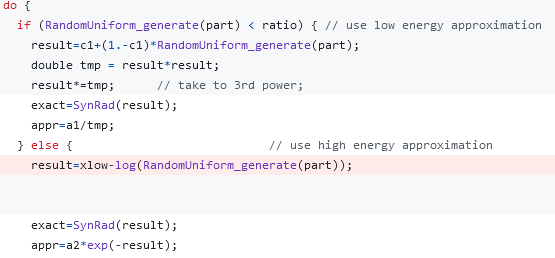 do {
if (RandomUniform_generate(part) < ratio) { // use low energy approximation
result=c1+(1.-c1)*RandomUniform_generate(part);
double tmp = result*result;
result*=tmp; // take to 3rd power;
exact=SynRad(result);
appr=a1/tmp;
} else { // use high energy approximation
result=xlow-log(RandomUniform_generate(part));
exact=SynRad(result);
appr=a2*exp(-result);